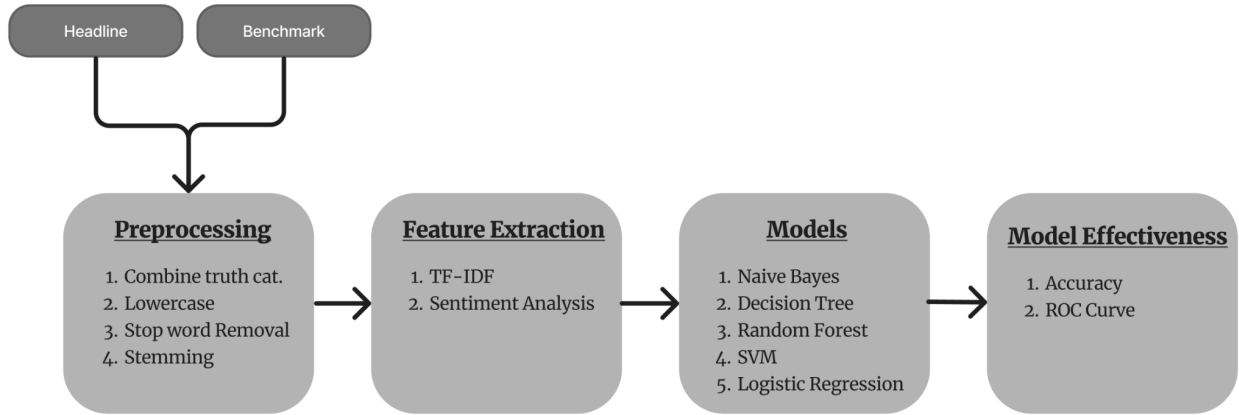 Headline
Benchmark
Preprocessing
1. Combine truth cat.
2. Lowercase
3. Stop word Removal
4. Stemming
Feature Extraction
1. TF-IDF
2. Sentiment Analysis
Models
1. Naive Bayes
2. Decision Tree
3. Random Forest
4. SVM
5. Logistic Regression
Model Effectiveness
1. Accuracy
2. ROC Curve